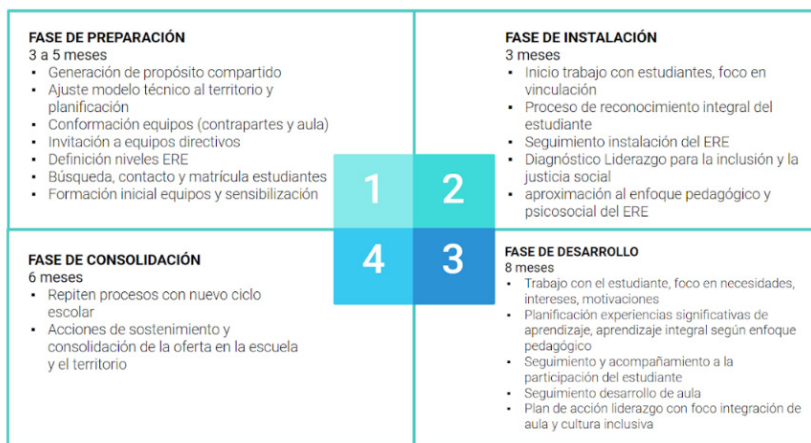 FASE DE PREPARACIÓN
3 a 5 meses
▪ Generación de propósito compartido
▪ Ajuste modelo técnico al territorio y
planificación
▪ Conformación equipos (contrapartes y aula)
▪ Invitación a equipos directivos
▪ Definición niveles ERE
▪ Búsqueda, contacto y matrícula estudiantes
▪ Formación inicial equipos y sensibilización
1
FASE DE INSTALACIÓN
3 meses
▪ Inicio trabajo con estudiantes, foco en
vinculación
▪ Proceso de reconocimiento integral del
estudiante
▪ Seguimiento instalación del ERE
▪ Diagnóstico Liderazgo para la inclusión y la
justicia social
▪ aproximación al enfoque pedagógico y
psicosocial del ERE
2
FASE DE DESARROLLO
8 meses
▪ Trabajo con el estudiante, foco en necesidades,
intereses, motivaciones
▪ Planificación experiencias significativas de
aprendizaje, aprendizaje integral según enfoque
pedagógico
▪ Seguimiento y acompañamiento a la
participación del estudiante
▪ Seguimiento desarrollo de aula
▪ Plan de acción liderazgo con foco integración de
aula y cultura inclusiva
3
FASE DE CONSOLIDACIÓN
6 meses
▪ Repiten procesos con nuevo ciclo
escolar
▪ Acciones de sostenimiento y
consolidación de la oferta en la escuela
y el territorio
4